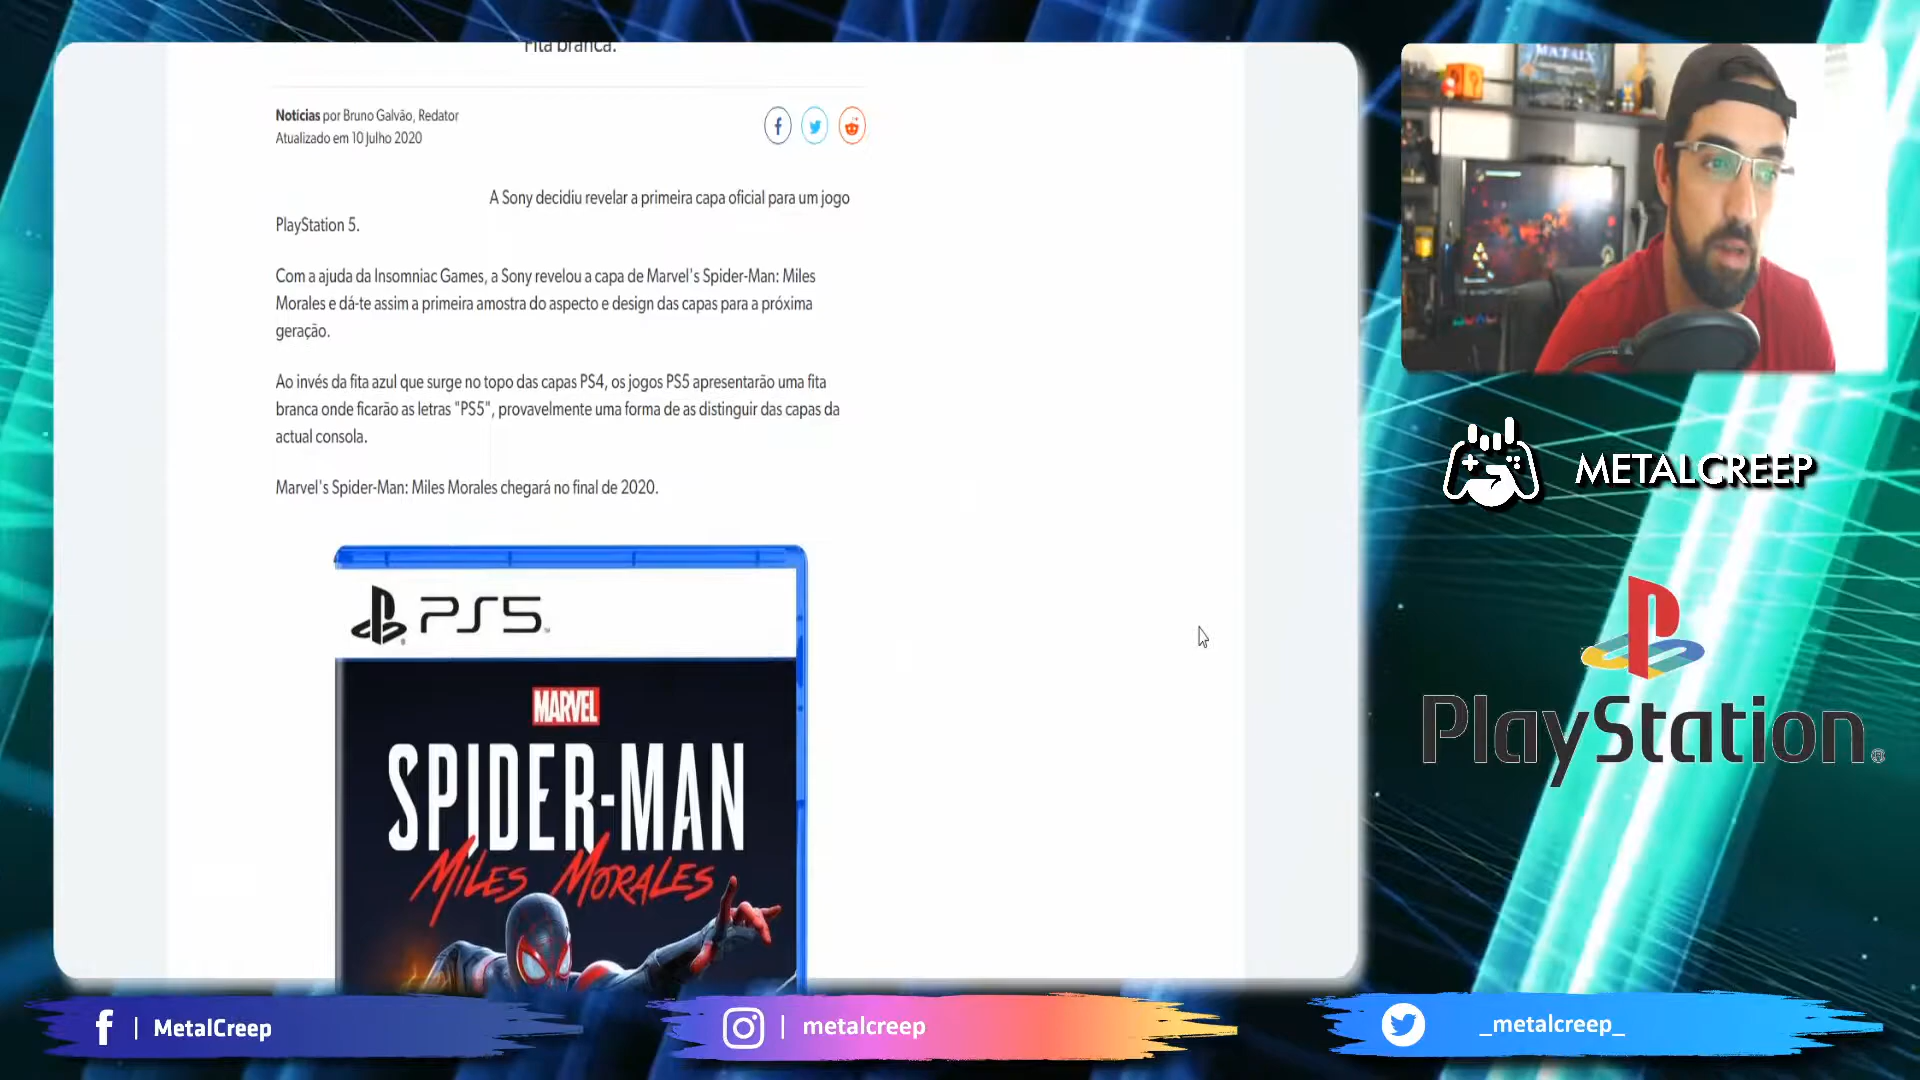 Fita branca.
Notícias por Bruno Galvão, Redator
Atualizado em 10 Julho 2020
A Sony decidiu revelar a primeira capa oficial para um jogo
PlayStation 5.
Com a ajuda da Insomniac Games, a Sony revelou a capa de Marvel's Spider-Man: Miles
Morales e dá-te assim a primeira amostra do aspecto e design das capas para a próxima
geração.
Ao invés da fita azul que surge no topo das capas PS4, os jogos PS5 apresentarão uma fita
branca onde ficarão as letras "PS5", provavelmente uma forma de as distinguir das capas da
actual consola.
Marvel's Spider-Man: Miles Morales chegará no final de 2020.
PS5
MARVEL
SPIDER-MAN
MILES MORALES
METALCREEP
PlayStation®
f | MetalCreep
| metalcreep
_metalcreep_